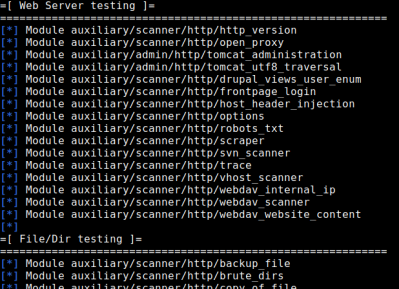 =[ Web Server testing ]=
============================================================
[*] Module auxiliary/scanner/http/http_version
[*] Module auxiliary/scanner/http/open_proxy
[*] Module auxiliary/admin/http/tomcat_administration
[*] Module auxiliary/admin/http/tomcat_utf8_traversal
[*] Module auxiliary/scanner/http/drupal_views_user_enum
[*] Module auxiliary/scanner/http/frontpage_login
[*] Module auxiliary/scanner/http/host_header_injection
[*] Module auxiliary/scanner/http/options
[*] Module auxiliary/scanner/http/robots_txt
[*] Module auxiliary/scanner/http/scraper
[*] Module auxiliary/scanner/http/svn_scanner
[*] Module auxiliary/scanner/http/trace
[*] Module auxiliary/scanner/http/vhost_scanner
[*] Module auxiliary/scanner/http/webdav_internal_ip
[*] Module auxiliary/scanner/http/webdav_scanner
[*] Module auxiliary/scanner/http/webdav_website_content
[*]
=[ File/Dir testing ]=
============================================================
[*] Module auxiliary/scanner/http/backup_file
[*] Module auxiliary/scanner/http/brute_dirs
[*] Module auxiliary/scanner/http/copy_of_file